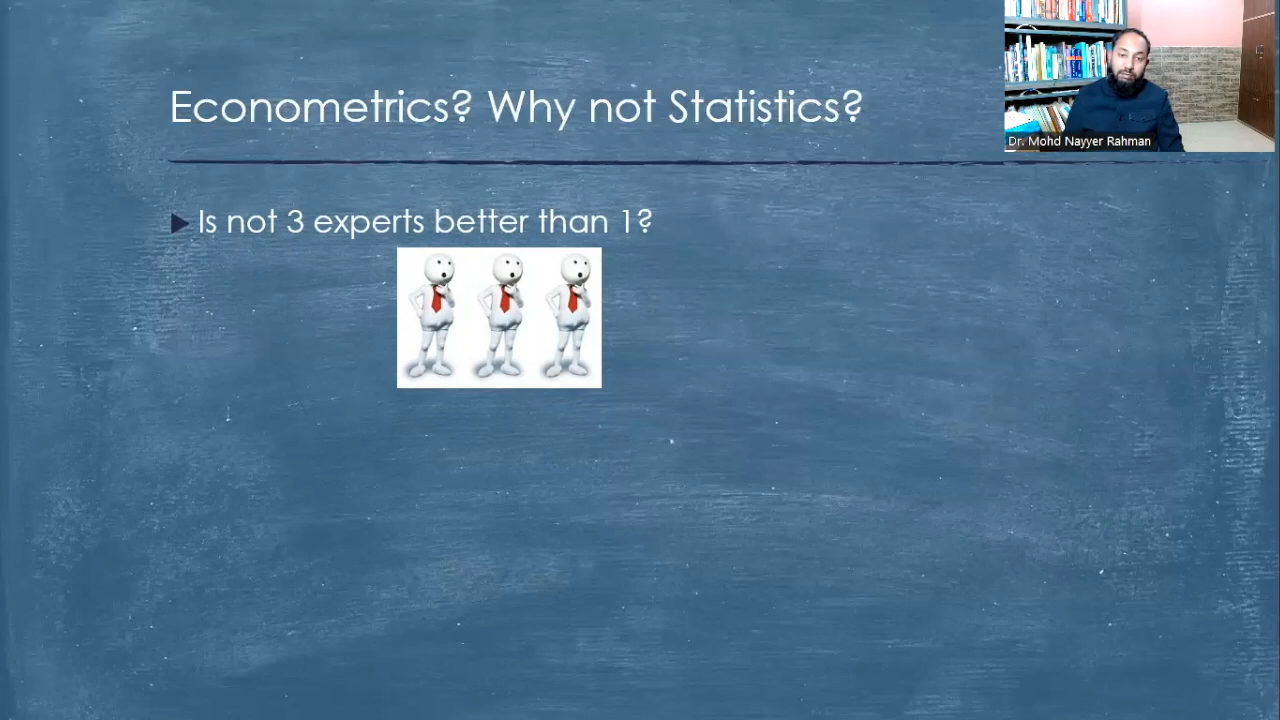 Econometrics? Why not Statistics?
Dr. Mohd Nayyer Rahman
Is not 3 experts better than 1?